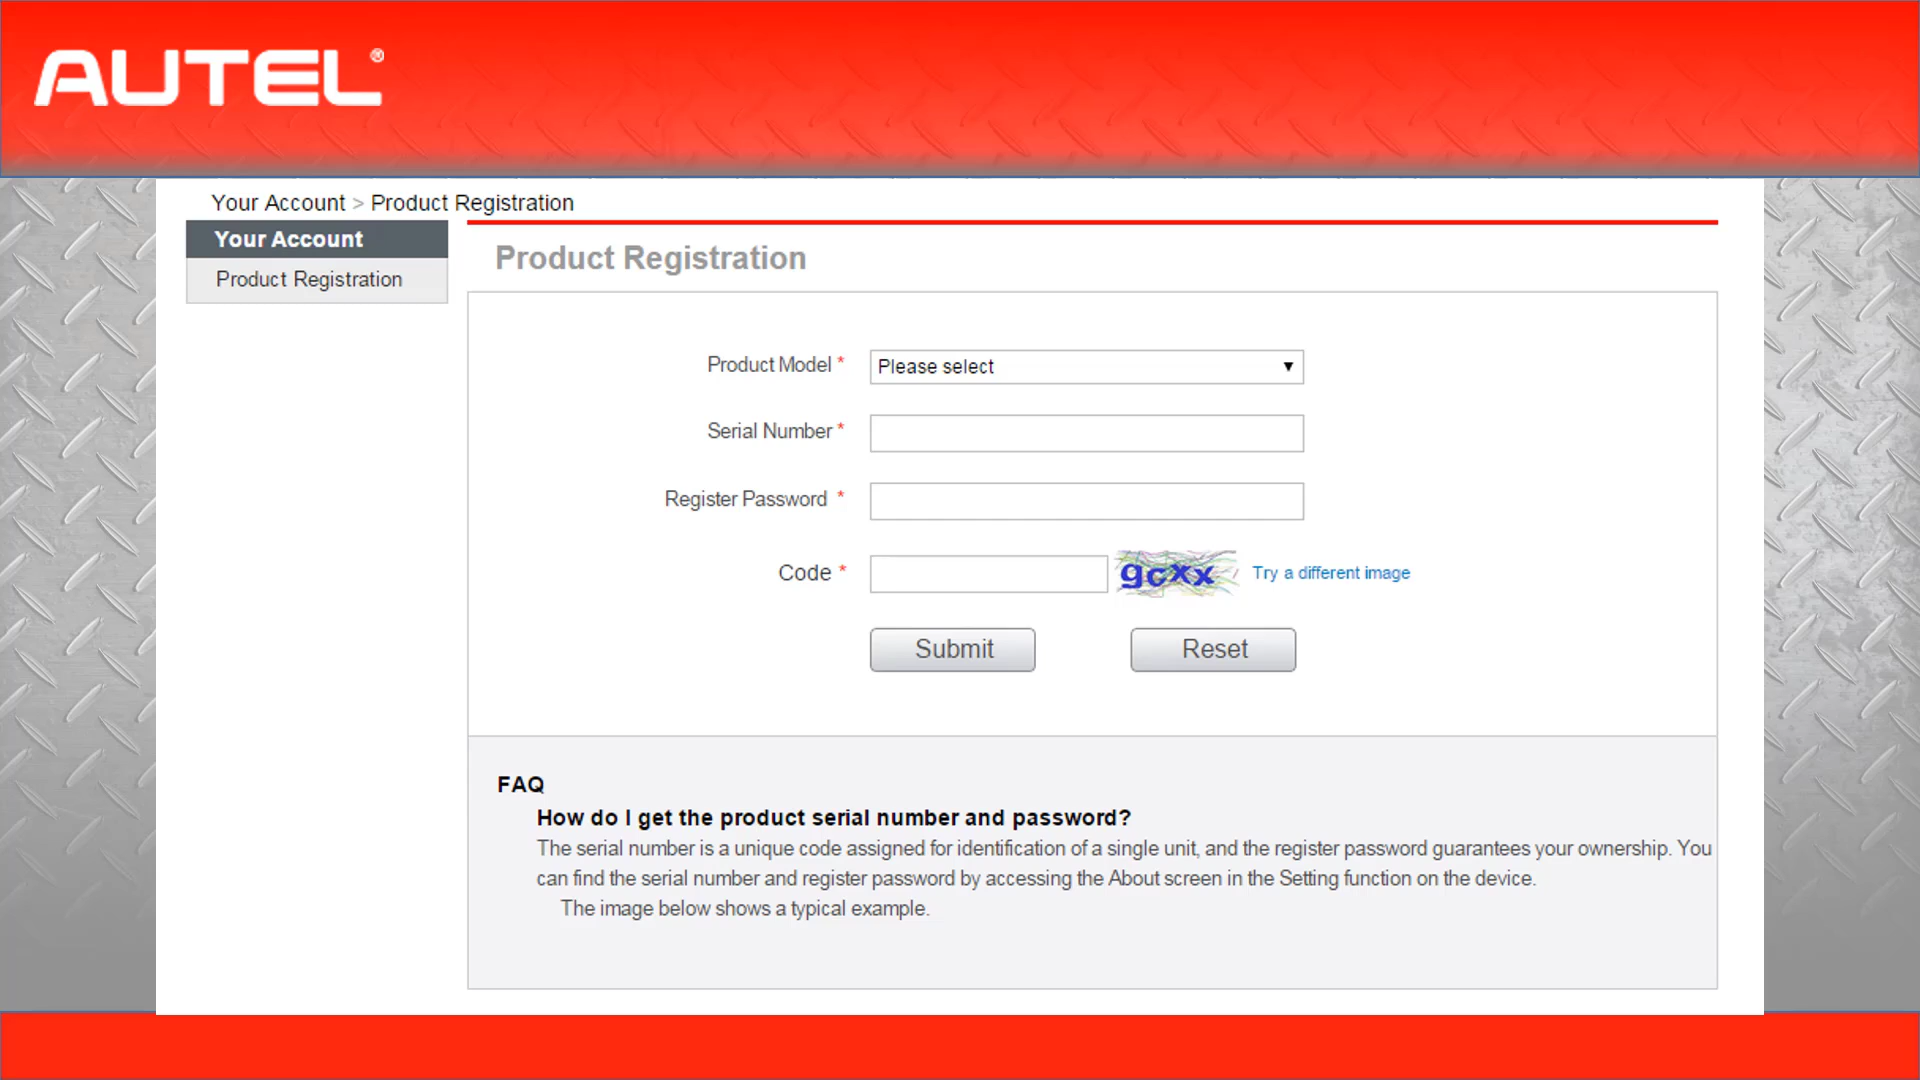 AUTEL®
Your Account > Product Registration
Your Account
Product Registration
Product Registration
Product Model * Please select ▼
Serial Number *
Register Password *
Code * gcxx Try a different image
Submit Reset
FAQ
How do I get the product serial number and password?
The serial number is a unique code assigned for identification of a single unit, and the register password guarantees your ownership. You
can find the serial number and register password by accessing the About screen in the Setting function on the device.
The image below shows a typical example.